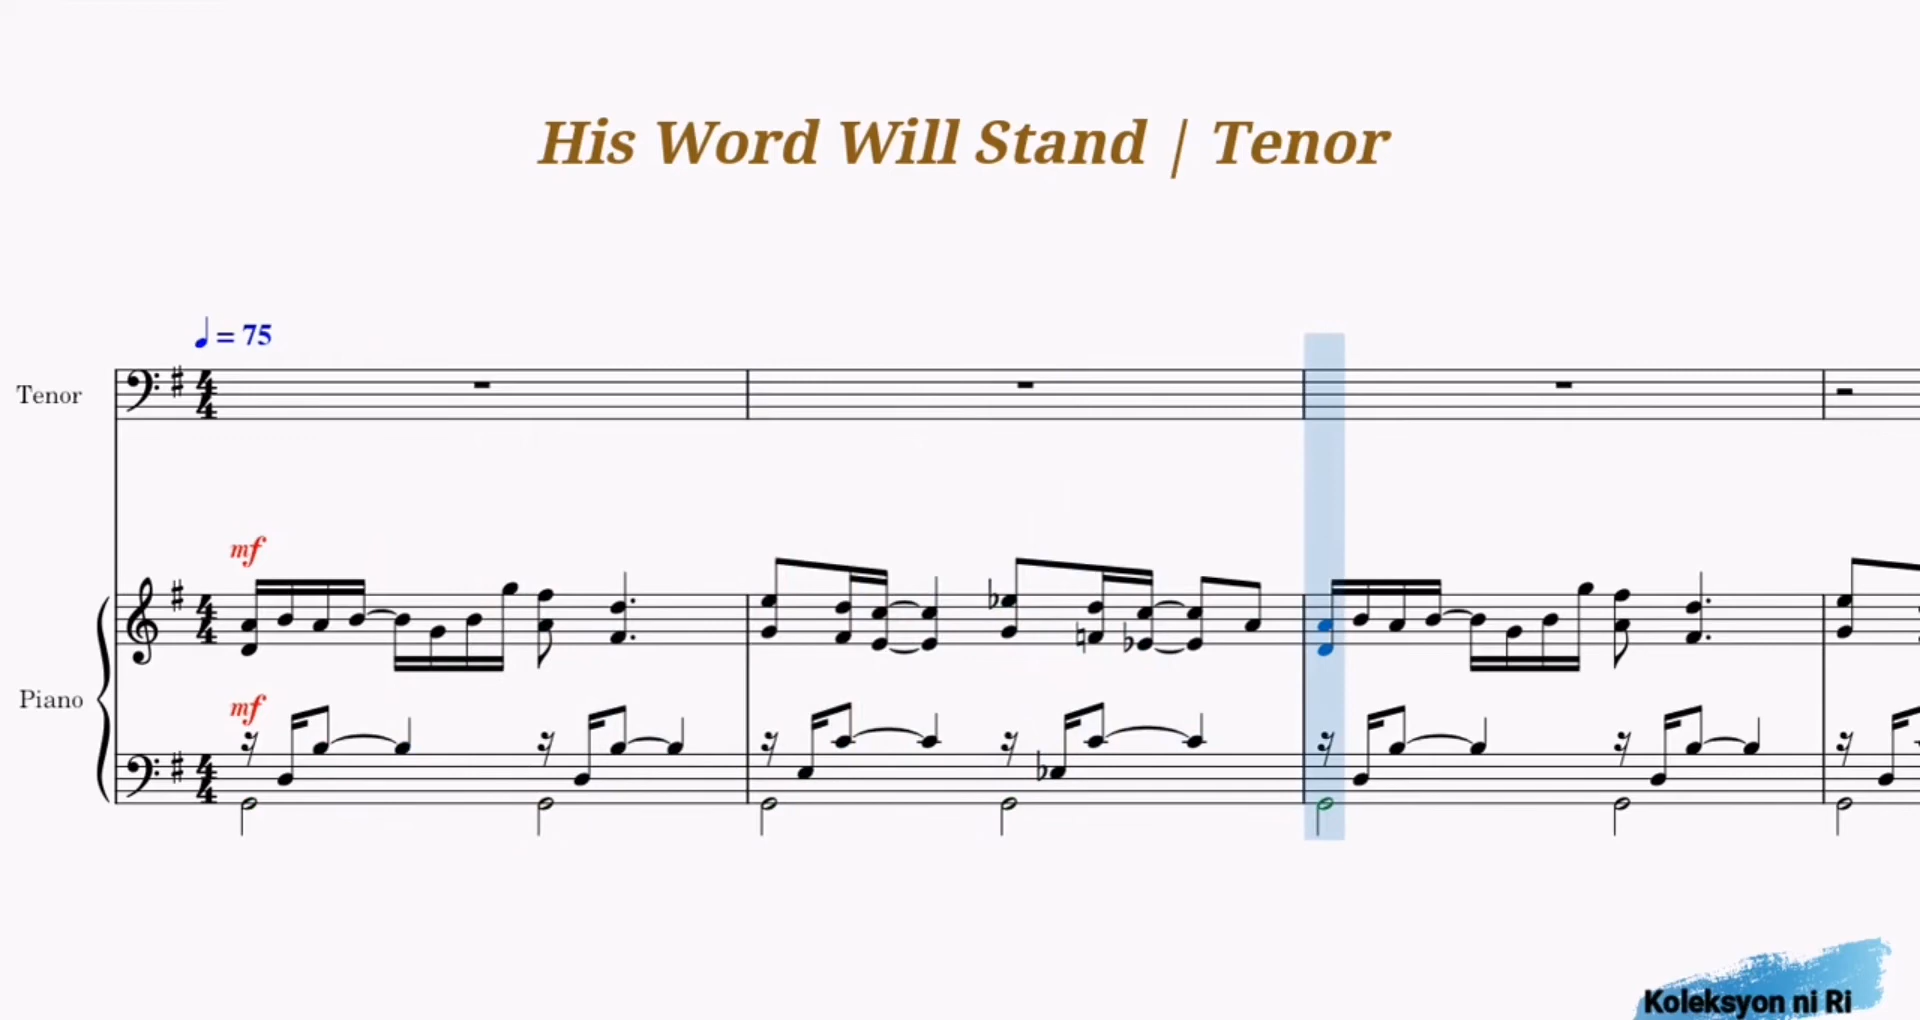 His Word Will Stand | Tenor
♩ = 75
Tenor
mf
Piano
mf
Koleksyon ni Ri